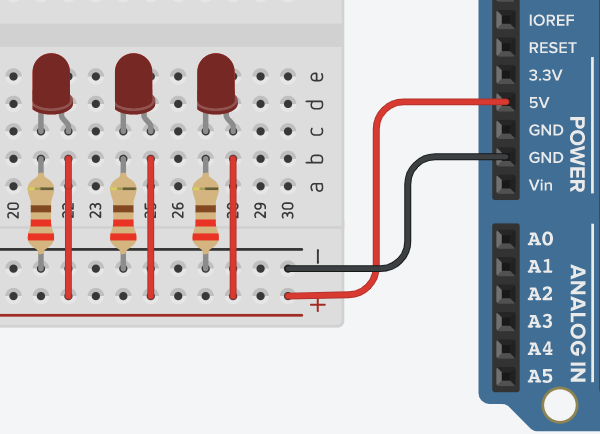 IOREF
RESET
3.3V
5V
GND
GND
Vin
POWER
A0
A1
A2
A3
A4
A5
ANALOG IN
e
d
c
b
a
20 22 23 25 26 28 29 30
−
+